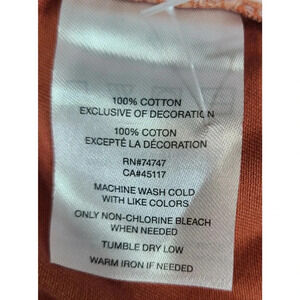 100% COTTON
EXCLUSIVE OF DECORATION
100% COTON
EXCEPTÉ LA DÉCORATION
RN#74747
CA#45117
MACHINE WASH COLD
WITH LIKE COLORS
ONLY NON-CHLORINE BLEACH
WHEN NEEDED
TUMBLE DRY LOW
WARM IRON IF NEEDED